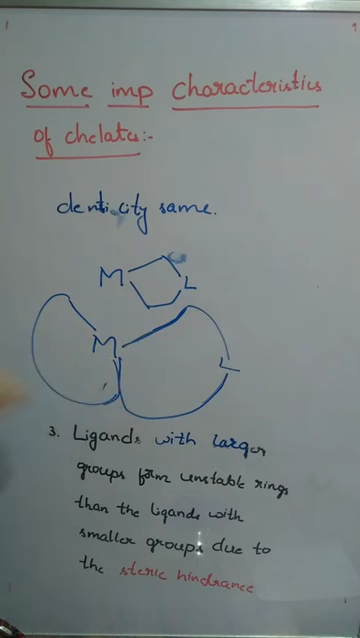 Some imp characteristics
of chelates:-
denticity same.
M
L
M
L
3. Ligands with larger
groups form unstable rings
than the ligands with
smaller groups due to
the steric hindrance